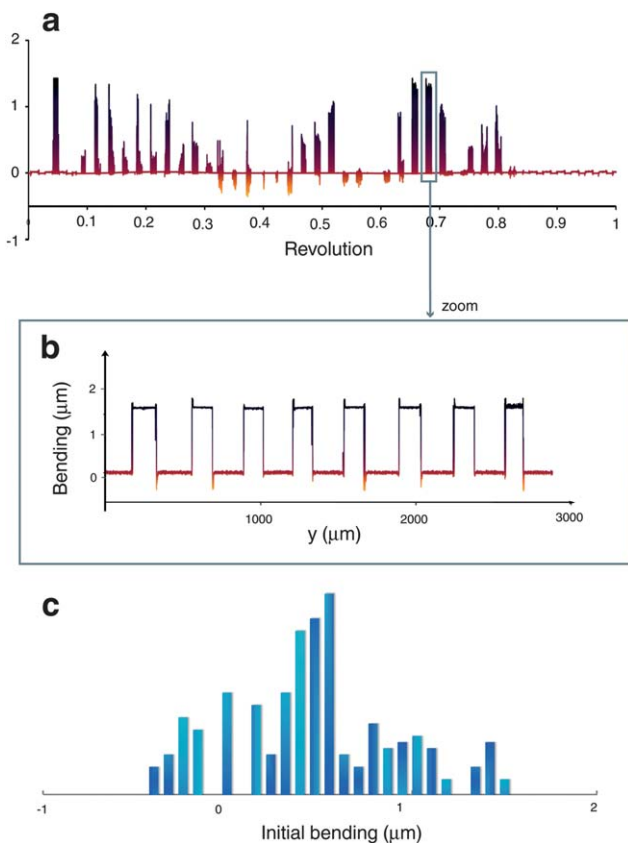 a
2
1
0
-1
0.1 0.2 0.3 0.4 0.5 0.6 0.7 0.8 0.9 1
Revolution
zoom
b
Bending (μm)
2
1
0
1000 2000 3000
y (μm)
c
-1 0 1 2
Initial bending (μm)